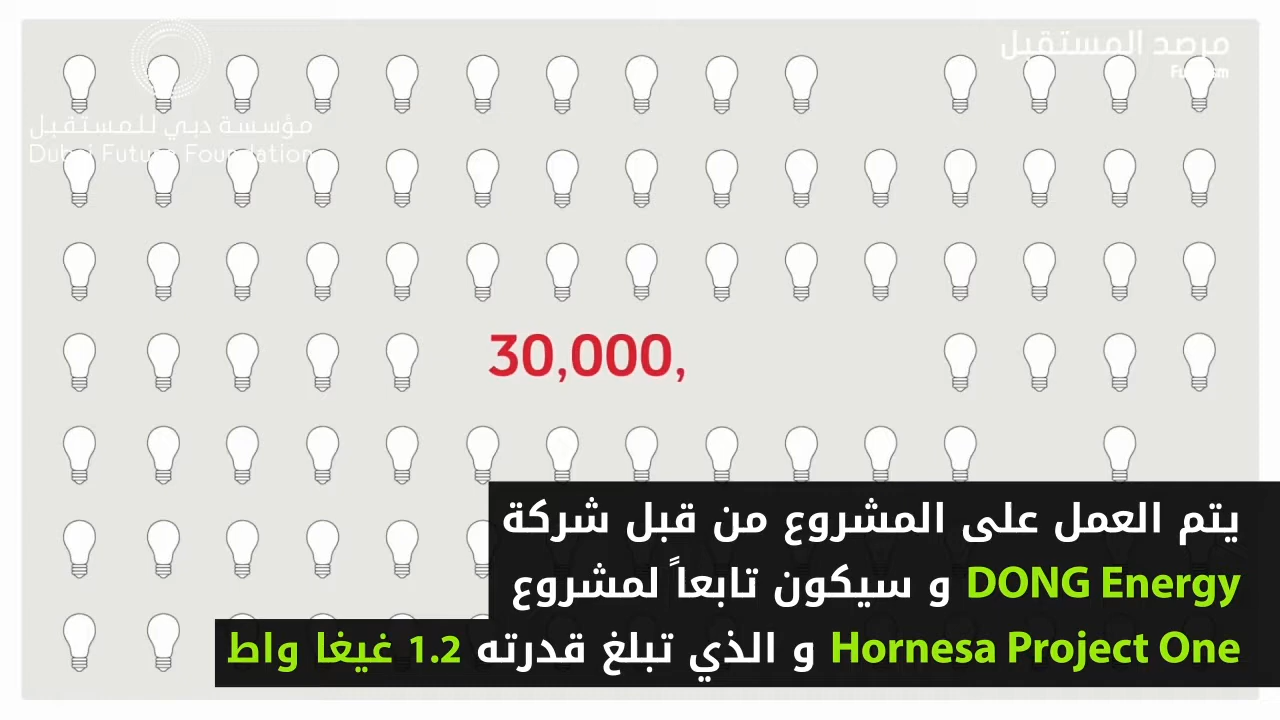 مرصد المستقبل
مؤسسة دبي للمستقبل
Dubai Future Foundation
30,000,
يتم العمل على المشروع من قبل شركة
DONG Energy و سيكون تابعاً لمشروع
Hornesa Project One و الذي تبلغ قدرته 1.2 غيغا واط